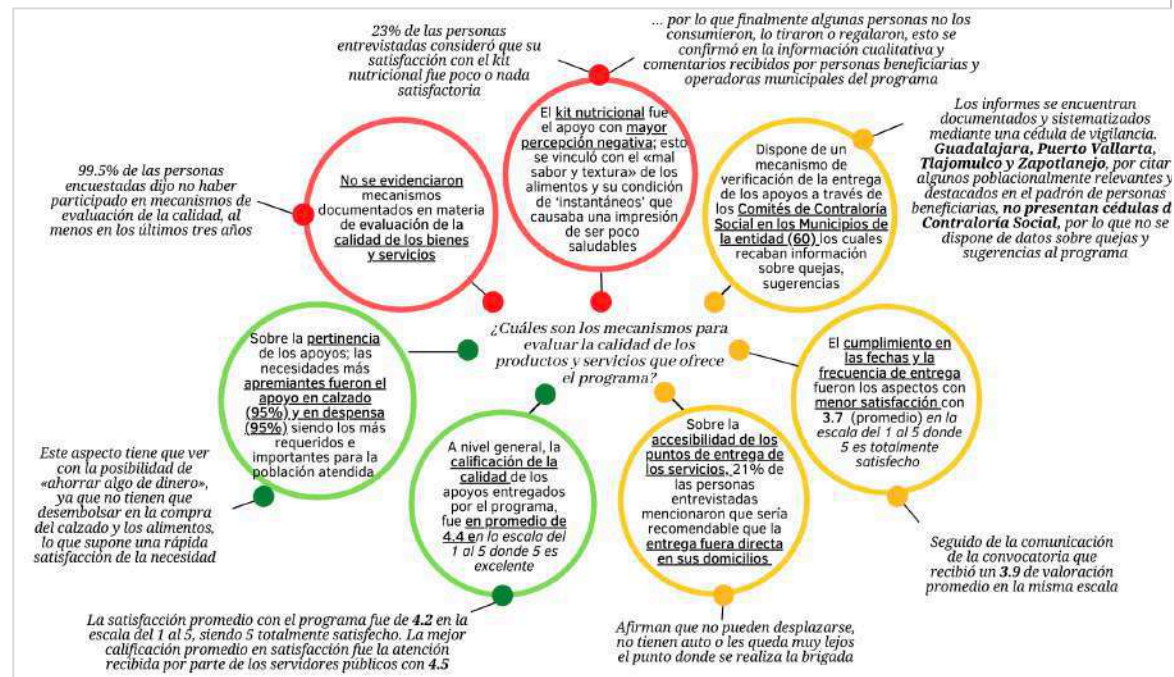 23% de las personas
entrevistadas consideró que su
satisfacción con el kit
nutricional fue poco o nada
satisfactoria
... por lo que finalmente algunas personas no los
consumieron, lo tiraron o regalaron, esto se
confirmó en la información cualitativa y
comentarios recibidos por personas beneficiarias y
operadoras municipales del programa
El kit nutricional fue
el apoyo con mayor
percepción negativa; esto
se vinculó con el «mal
sabor y textura» de los
alimentos y su condición
de ‘instantáneos’ que
causaba una impresión
de ser poco
saludables
99.5% de las personas
encuestadas dijo no haber
participado en mecanismos de
evaluación de la calidad, al
menos en los últimos tres años
No se evidenciaron
mecanismos
documentados en materia
de evaluación de la
calidad de los bienes
y servicios
Dispone de un
mecanismo de
verificación de la entrega
de los apoyos a través de
los Comités de Contraloría
Social en los Municipios de
la entidad (60) los cuales
recaban información
sobre quejas,
sugerencias
Los informes se encuentran
documentados y sistematizados
mediante una cédula de vigilancia.
Guadalajara, Puerto Vallarta,
Tlajomulco y Zapotlanejo, por citar
algunos poblacionalmente relevantes y
destacados en el padrón de personas
beneficiarias, no presentan cédulas d
Contraloría Social, por lo que no se
dispone de datos sobre quejas y
sugerencias al programa
¿Cuáles son los mecanismos para
evaluar la calidad de los
productos y servicios que ofrece
el programa?
Sobre la pertinencia
de los apoyos; las
necesidades más
apremiantes fueron el
apoyo en calzado
(95%) y en despensa
(95%) siendo los más
requeridos e
importantes para la
población atendida
Este aspecto tiene que ver
con la posibilidad de
«ahorrar algo de dinero»,
ya que no tienen que
desembolsar en la compra
del calzado y los alimentos,
lo que supone una rápida
satisfacción de la necesidad
A nivel general, la
calificación de la
calidad de los
apoyos entregados
por el programa,
fue en promedio de
4.4 en la escala del
1 al 5 donde 5 es
excelente
La satisfacción promedio con el programa fue de 4.2 en la
escala del 1 al 5, siendo 5 totalmente satisfecho. La mejor
calificación promedio en satisfacción fue la atención
recibida por parte de los servidores públicos con 4.5
Sobre la
accesibilidad de los
puntos de entrega de
los servicios, 21% de
las personas
entrevistadas
mencionaron que sería
recomendable que la
entrega fuera directa
en sus domicilios
Afirman que no pueden desplazarse,
no tienen auto o les queda muy lejos
el punto donde se realiza la brigada
El cumplimiento en
las fechas y la
frecuencia de entrega
fueron los aspectos con
menor satisfacción con
3.7 (promedio) en la
escala del 1 al 5 donde
5 es totalmente
satisfecho
Seguido de la comunicación
de la convocatoria que
recibió un 3.9 de valoración
promedio en la misma escala